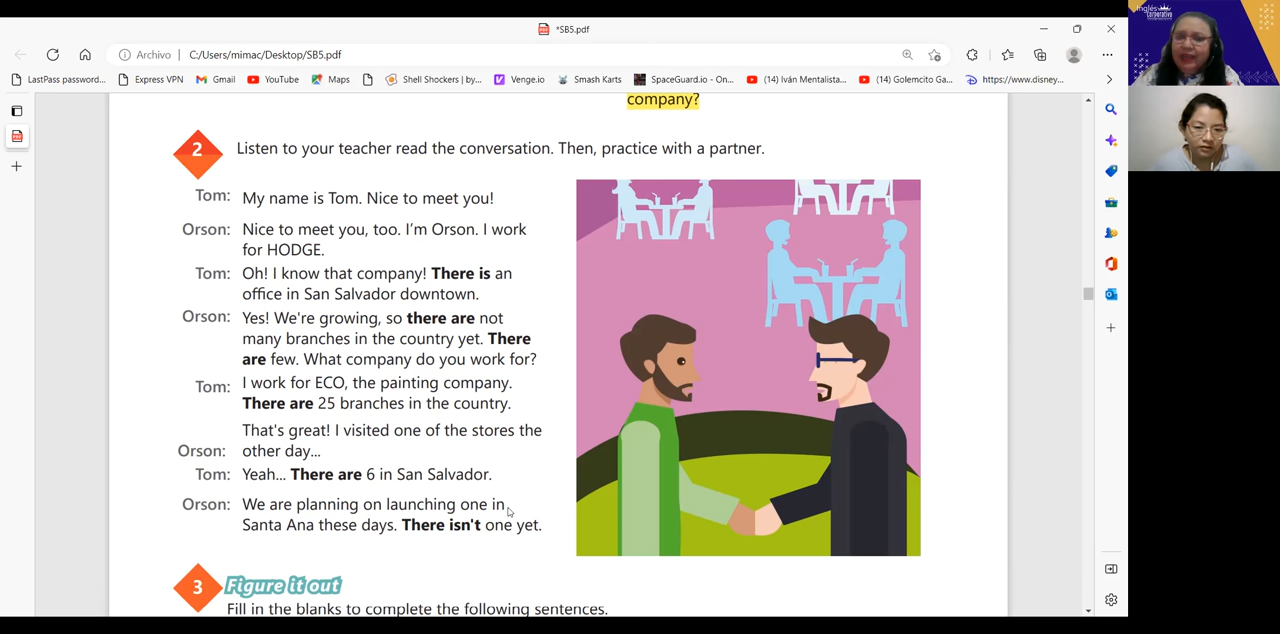 *SB5.pdf
Archivo | C:/Users/mimac/Desktop/SB5.pdf
LastPass password... Express VPN Gmail YouTube Maps Shell Shockers | by... Venge.io Smash Karts SpaceGuard.io - On... (14) Iván Mentalista... (14) Golemcito Ga... https://www.disney...
Inglés
Corporativo
company?
2 Listen to your teacher read the conversation. Then, practice with a partner.
Tom: My name is Tom. Nice to meet you!
Orson: Nice to meet you, too. I'm Orson. I work
for HODGE.
Tom: Oh! I know that company! There is an
office in San Salvador downtown.
Orson: Yes! We're growing, so there are not
many branches in the country yet. There
are few. What company do you work for?
Tom: I work for ECO, the painting company.
There are 25 branches in the country.
That's great! I visited one of the stores the
Orson: other day...
Tom: Yeah... There are 6 in San Salvador.
Orson: We are planning on launching one in
Santa Ana these days. There isn't one yet.
3 Figure it out
Fill in the blanks to complete the following sentences.